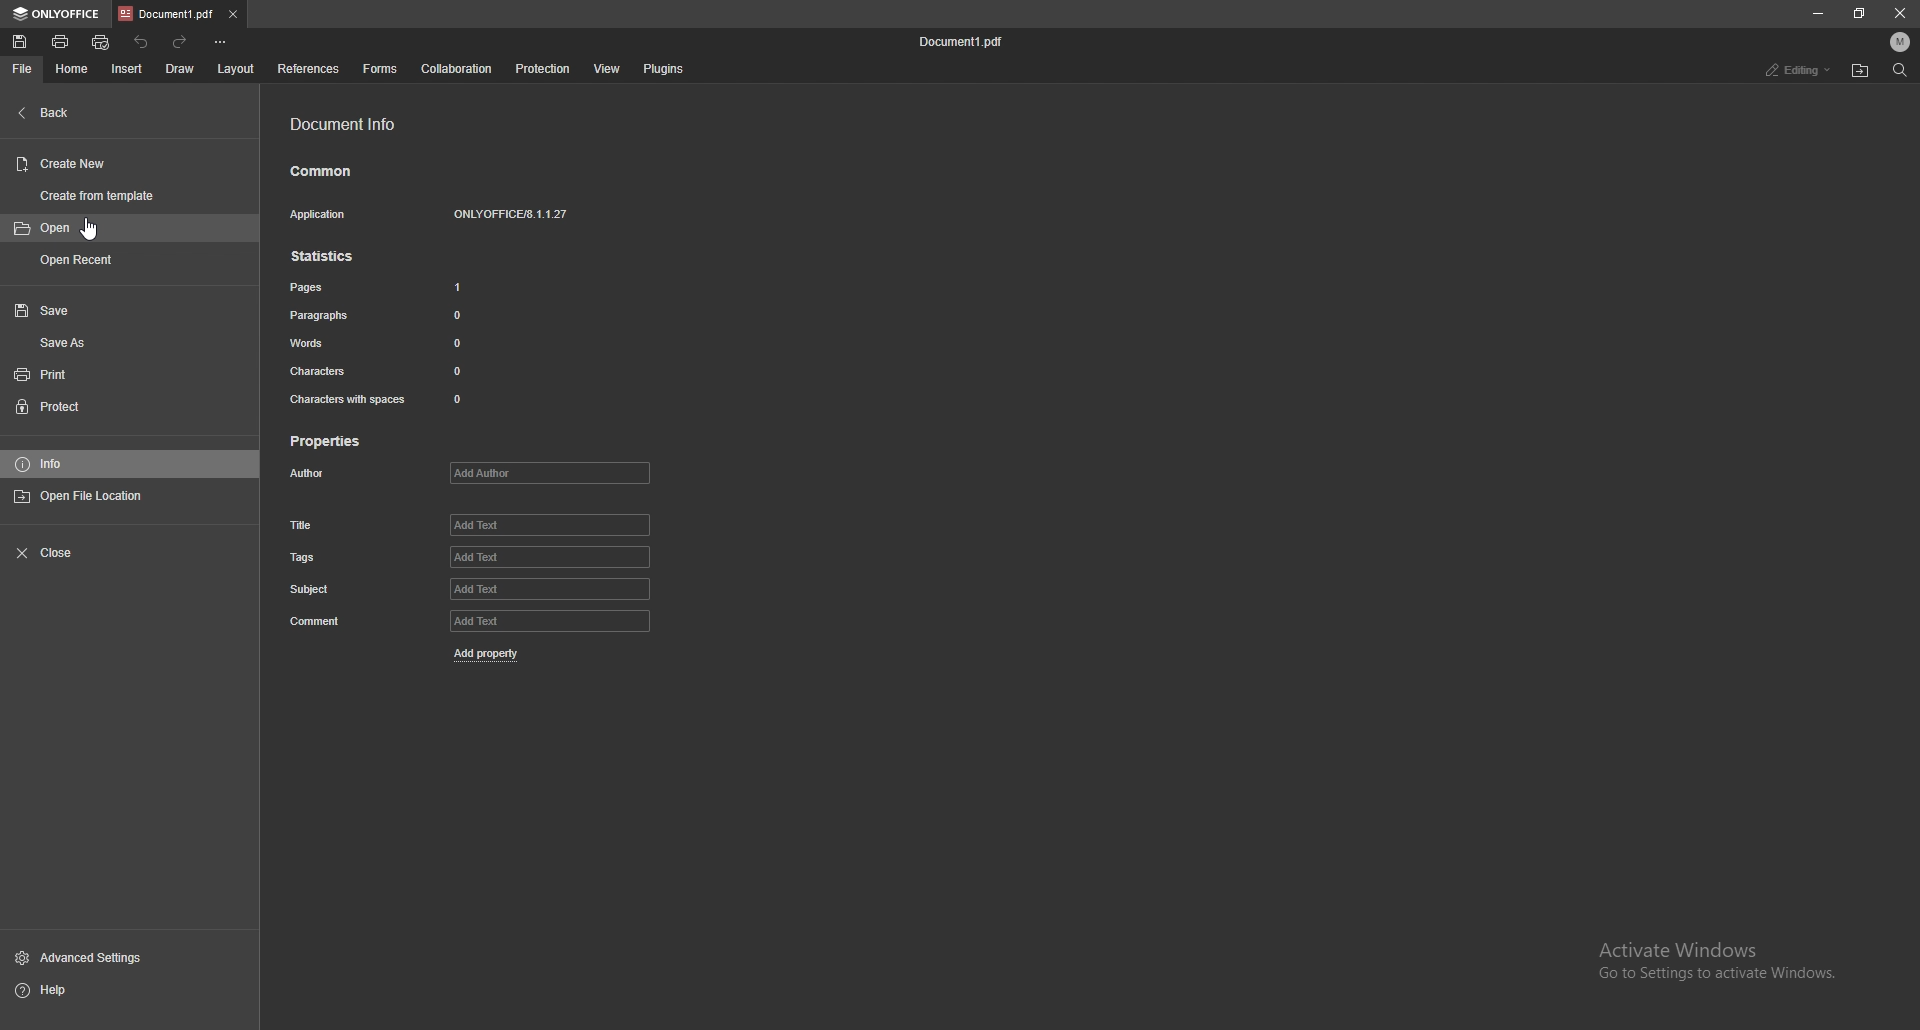 ONLYOFFICE
Document1.pdf
Document1.pdf
M
File
Home
Insert
Draw
Layout
References
Forms
Collaboration
Protection
View
Plugins
Editing
Back
Create New
Create from template
Open
Open Recent
Save
Save As
Print
Protect
Info
Open File Location
Close
Advanced Settings
Help
Document Info
Common
Application ONLYOFFICE/8.1.1.27
Statistics
Pages 1
Paragraphs 0
Words 0
Characters 0
Characters with spaces 0
Properties
Author Add Author
Title Add Text
Tags Add Text
Subject Add Text
Comment Add Text
Add property
Activate Windows
Go to Settings to activate Windows.